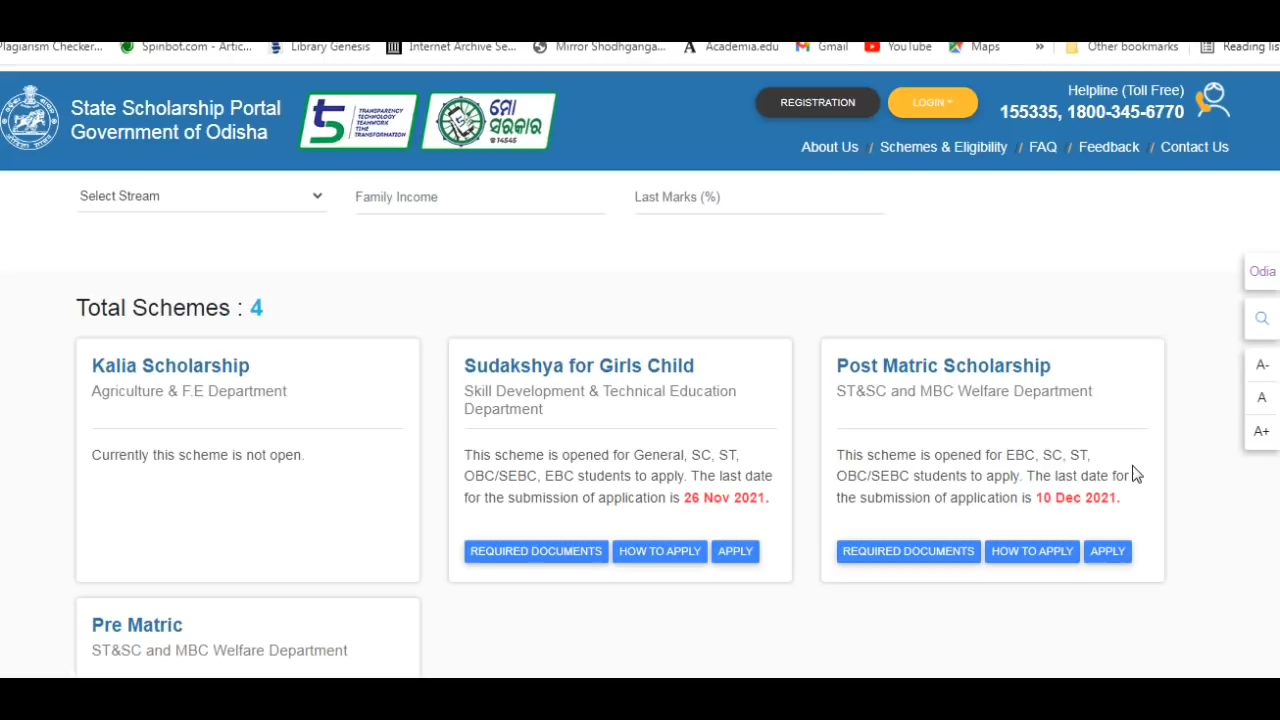 Plagiarism Checker...
Spinbot.com - Artic...
Library Genesis
Internet Archive Se...
Mirror Shodhganga...
Academia.edu
Gmail
YouTube
Maps
»
Other bookmarks
Reading lis
State Scholarship Portal
Government of Odisha
t5
TRANSPARENCY
TECHNOLOGY
TEAMWORK
TIME
TRANSFORMATION
ମୋ
ସରକାର
14545
REGISTRATION
LOGIN
Helpline (Toll Free)
155335, 1800-345-6770
About Us / Schemes & Eligibility / FAQ / Feedback / Contact Us
Select Stream
Family Income
Last Marks (%)
Odia
A-
A
A+
Total Schemes : 4
Kalia Scholarship
Agriculture & F.E Department
Currently this scheme is not open.
Sudakshya for Girls Child
Skill Development & Technical Education
Department
This scheme is opened for General, SC, ST,
OBC/SEBC, EBC students to apply. The last date
for the submission of application is 26 Nov 2021.
REQUIRED DOCUMENTS
HOW TO APPLY
APPLY
Post Matric Scholarship
ST&SC and MBC Welfare Department
This scheme is opened for EBC, SC, ST,
OBC/SEBC students to apply. The last date for
the submission of application is 10 Dec 2021.
REQUIRED DOCUMENTS
HOW TO APPLY
APPLY
Pre Matric
ST&SC and MBC Welfare Department